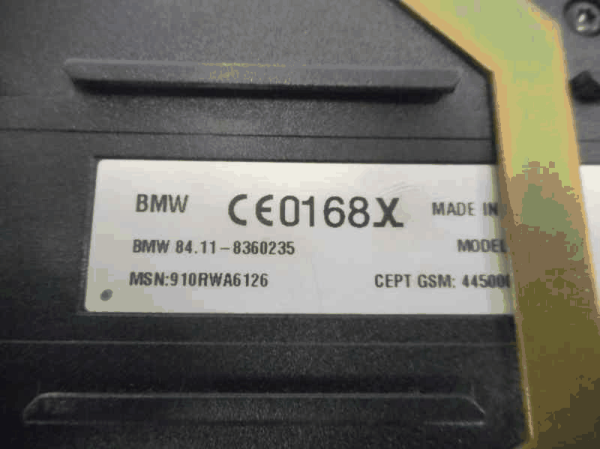 BMW CE0168X MADE IN
BMW 84.11-8360235 MODEL
MSN:910RWA6126 CEPT GSM: 44500